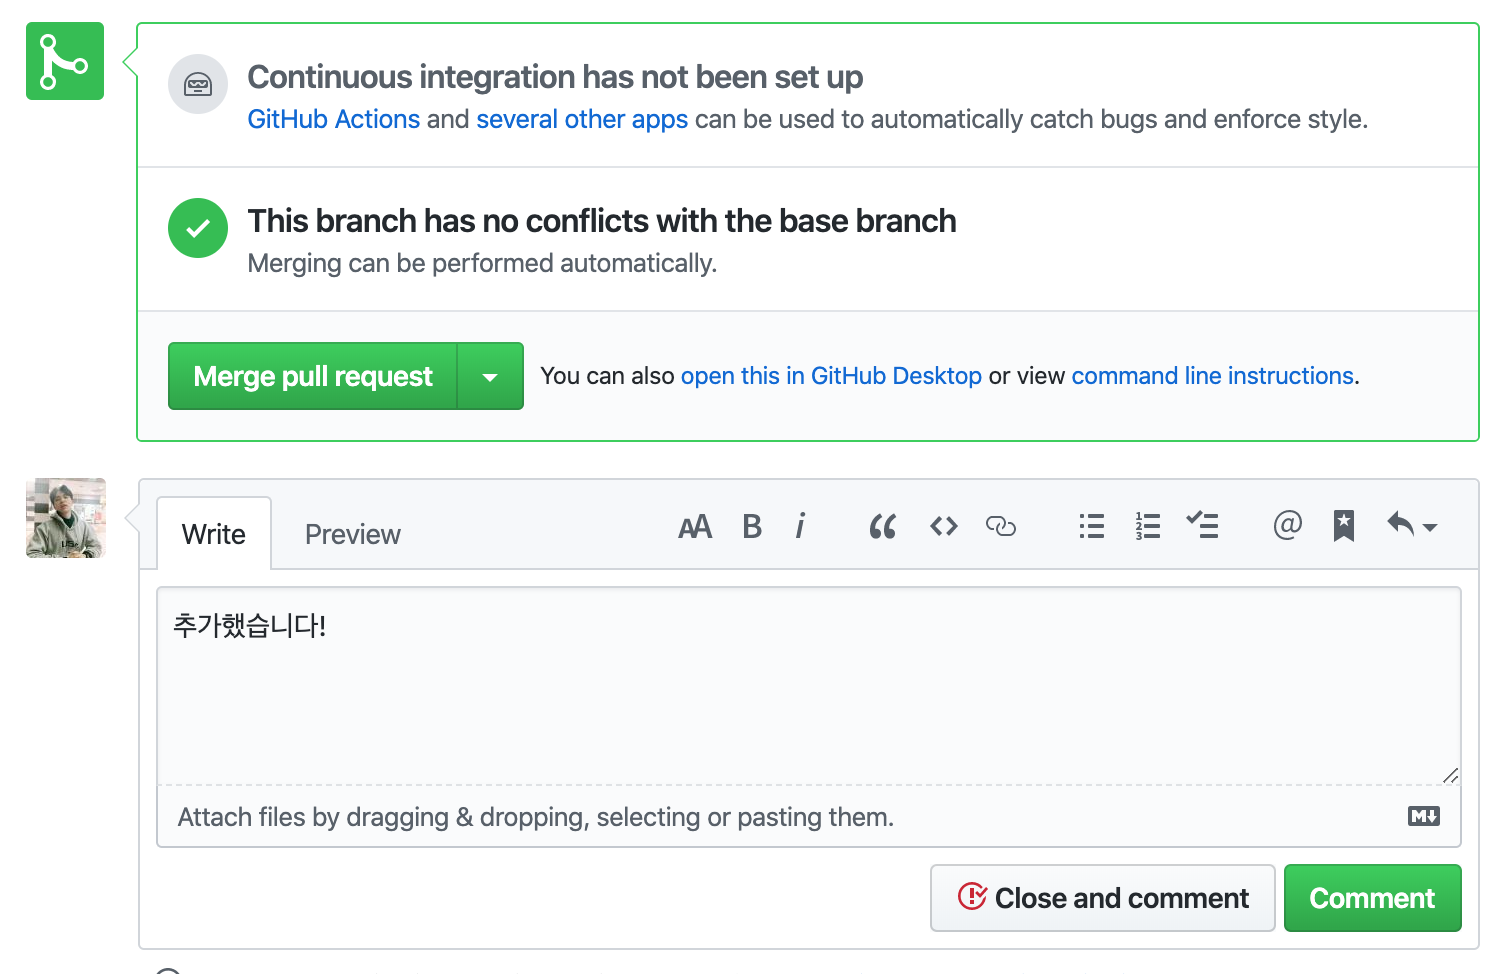 Continuous integration has not been set up
GitHub Actions and several other apps can be used to automatically catch bugs and enforce style.
This branch has no conflicts with the base branch
Merging can be performed automatically.
Merge pull request
You can also open this in GitHub Desktop or view command line instructions.
Write
Preview
추가했습니다!
Attach files by dragging & dropping, selecting or pasting them.
Close and comment
Comment